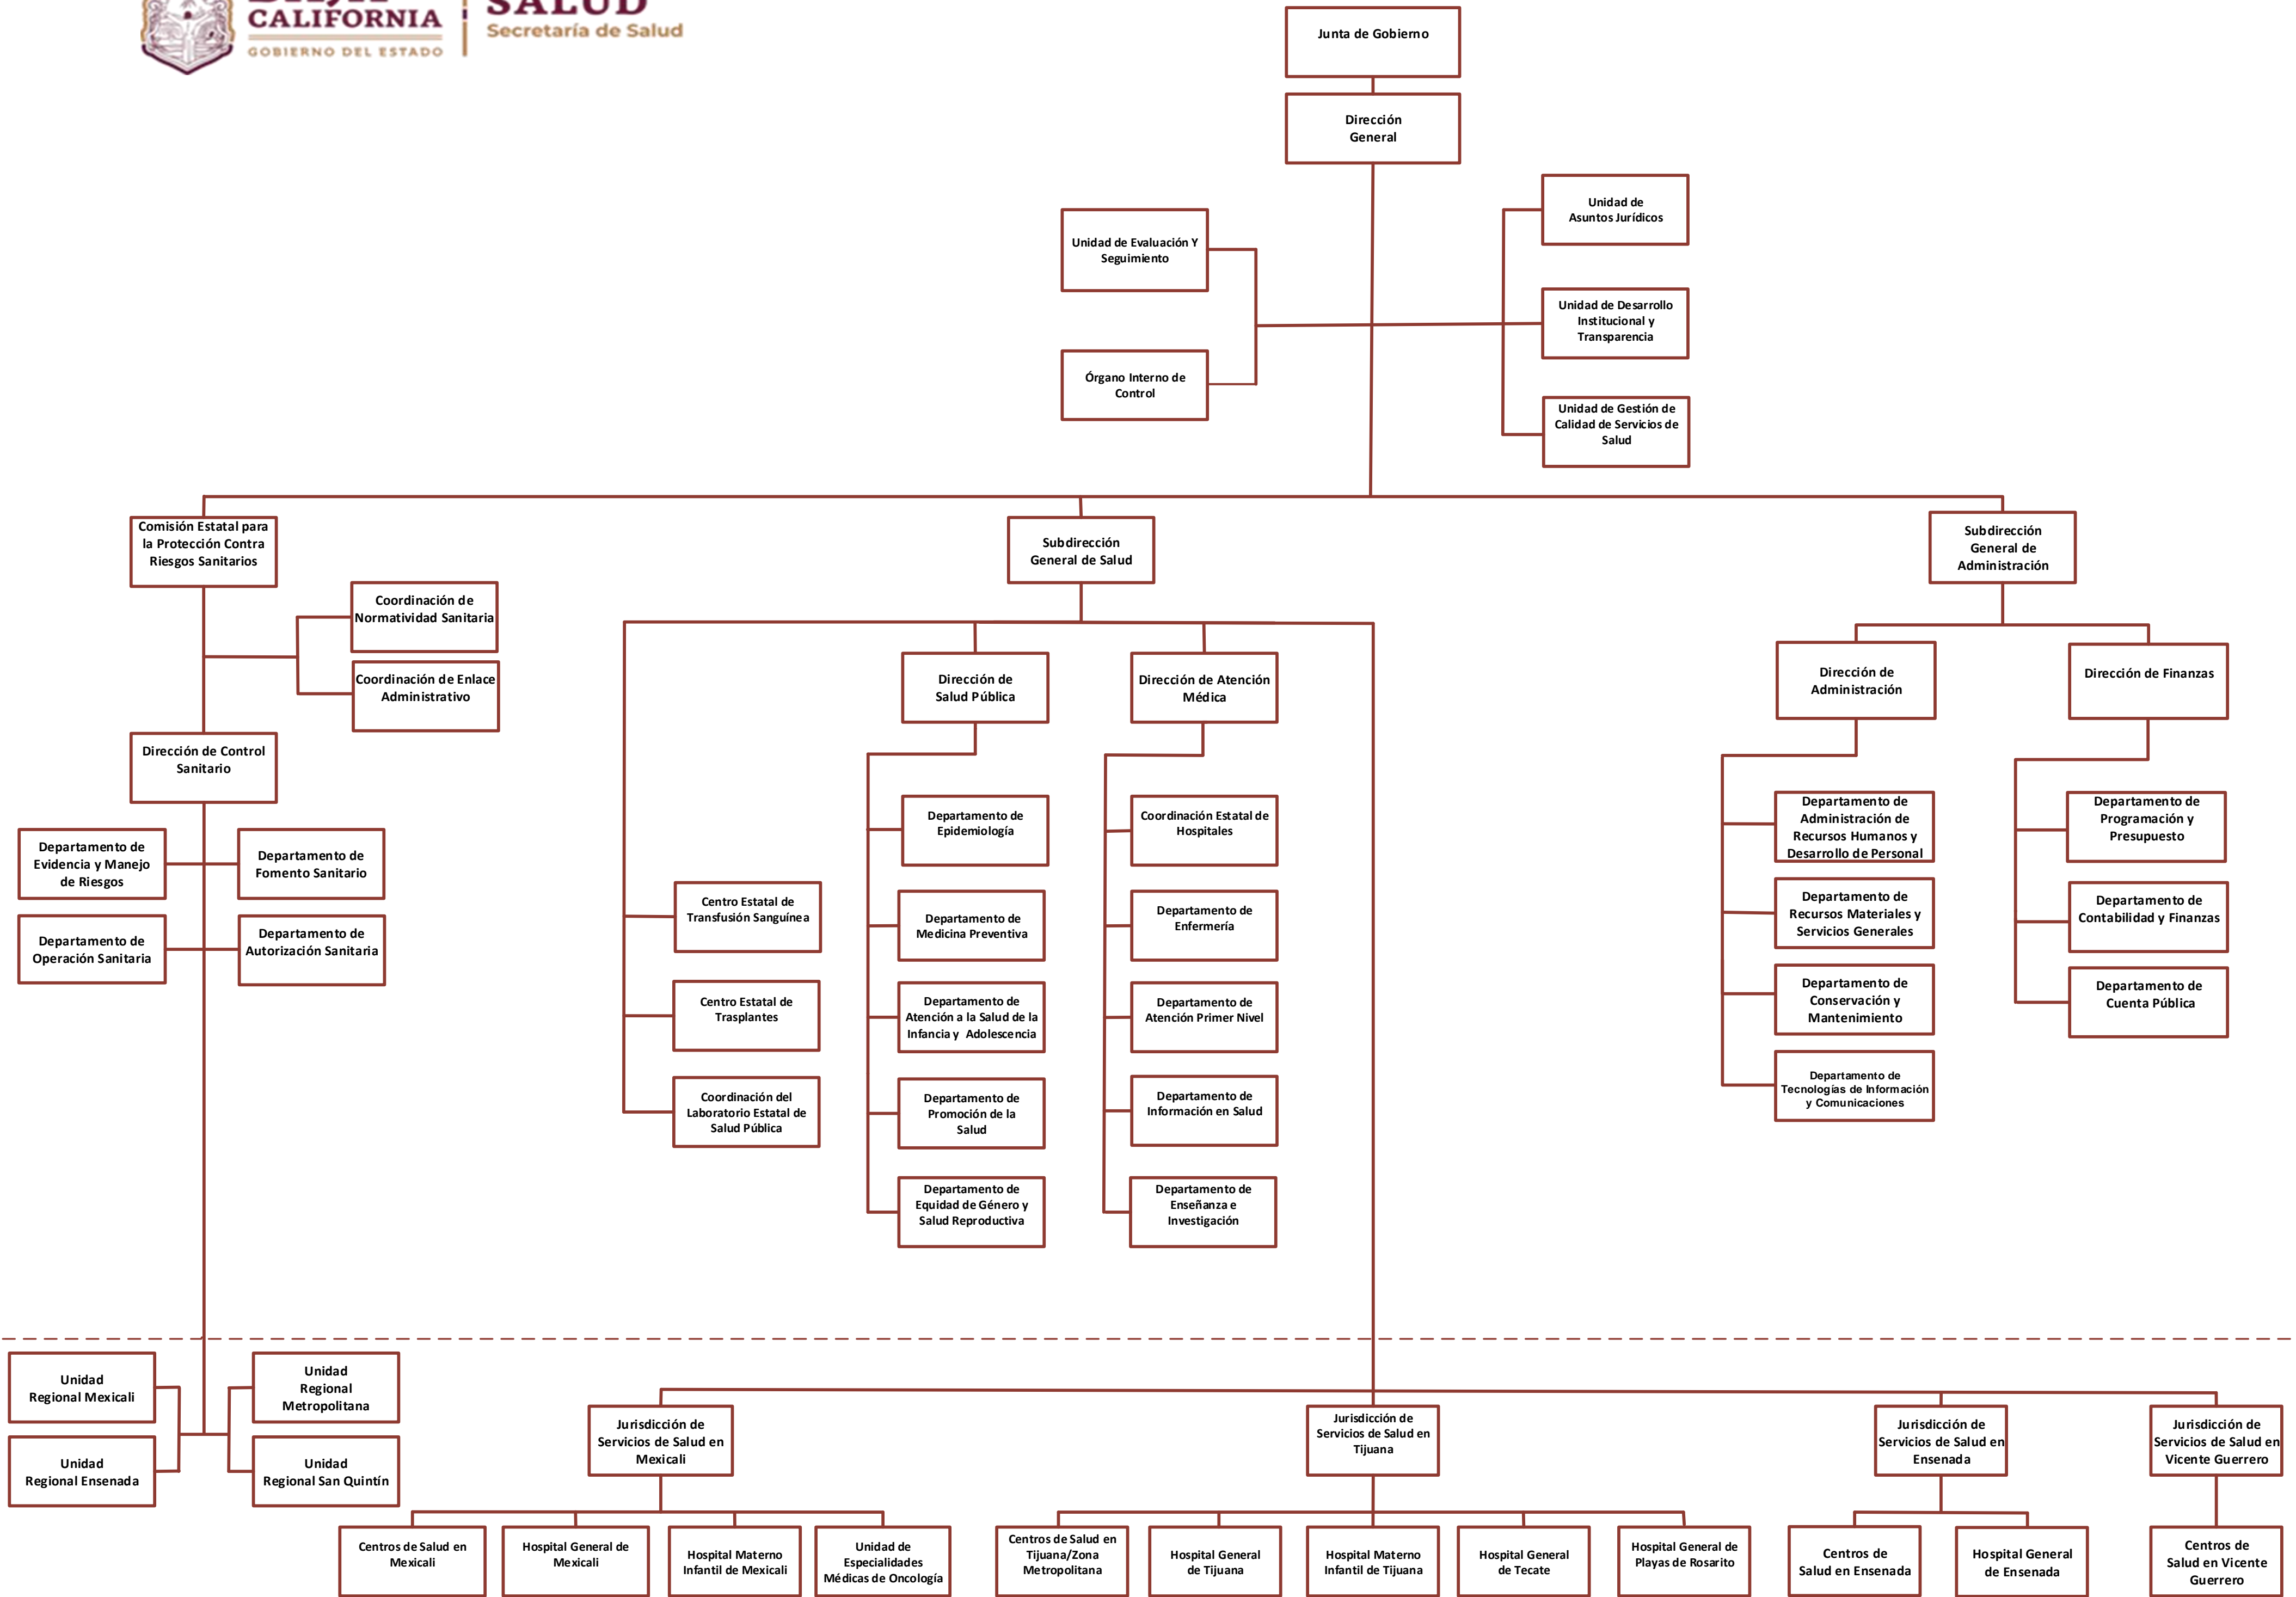 CALIFORNIA
GOBIERNO DEL ESTADO
SALUD
Secretaría de Salud
Junta de Gobierno
Dirección
General
Unidad de
Asuntos Jurídicos
Unidad de Evaluación Y
Seguimiento
Unidad de Desarrollo
Institucional y
Transparencia
Órgano Interno de
Control
Unidad de Gestión de
Calidad de Servicios de
Salud
Comisión Estatal para
la Protección Contra
Riesgos Sanitarios
Subdirección
General de Salud
Subdirección
General de
Administración
Coordinación de
Normatividad Sanitaria
Coordinación de Enlace
Administrativo
Dirección de
Salud Pública
Dirección de Atención
Médica
Dirección de
Administración
Dirección de Finanzas
Dirección de Control
Sanitario
Departamento de
Evidencia y Manejo
de Riesgos
Departamento de
Fomento Sanitario
Departamento de
Operación Sanitaria
Departamento de
Autorización Sanitaria
Centro Estatal de
Transfusión Sanguínea
Centro Estatal de
Trasplantes
Coordinación del
Laboratorio Estatal de
Salud Pública
Departamento de
Epidemiología
Departamento de
Medicina Preventiva
Departamento de
Atención a la Salud de la
Infancia y Adolescencia
Departamento de
Promoción de la
Salud
Departamento de
Equidad de Género y
Salud Reproductiva
Coordinación Estatal de
Hospitales
Departamento de
Enfermería
Departamento de
Atención Primer Nivel
Departamento de
Información en Salud
Departamento de
Enseñanza e
Investigación
Departamento de
Administración de
Recursos Humanos y
Desarrollo de Personal
Departamento de
Recursos Materiales y
Servicios Generales
Departamento de
Conservación y
Mantenimiento
Departamento de
Tecnologías de Información
y Comunicaciones
Departamento de
Programación y
Presupuesto
Departamento de
Contabilidad y Finanzas
Departamento de
Cuenta Pública
Unidad
Regional Mexicali
Unidad
Regional
Metropolitana
Unidad
Regional Ensenada
Unidad
Regional San Quintín
Jurisdicción de
Servicios de Salud en
Mexicali
Jurisdicción de
Servicios de Salud en
Tijuana
Jurisdicción de
Servicios de Salud en
Ensenada
Jurisdicción de
Servicios de Salud en
Vicente Guerrero
Centros de Salud en
Mexicali
Hospital General de
Mexicali
Hospital Materno
Infantil de Mexicali
Unidad de
Especialidades
Médicas de Oncología
Centros de Salud en
Tijuana/Zona
Metropolitana
Hospital General
de Tijuana
Hospital Materno
Infantil de Tijuana
Hospital General
de Tecate
Hospital General de
Playas de Rosarito
Centros de
Salud en Ensenada
Hospital General
de Ensenada
Centros de
Salud en Vicente
Guerrero